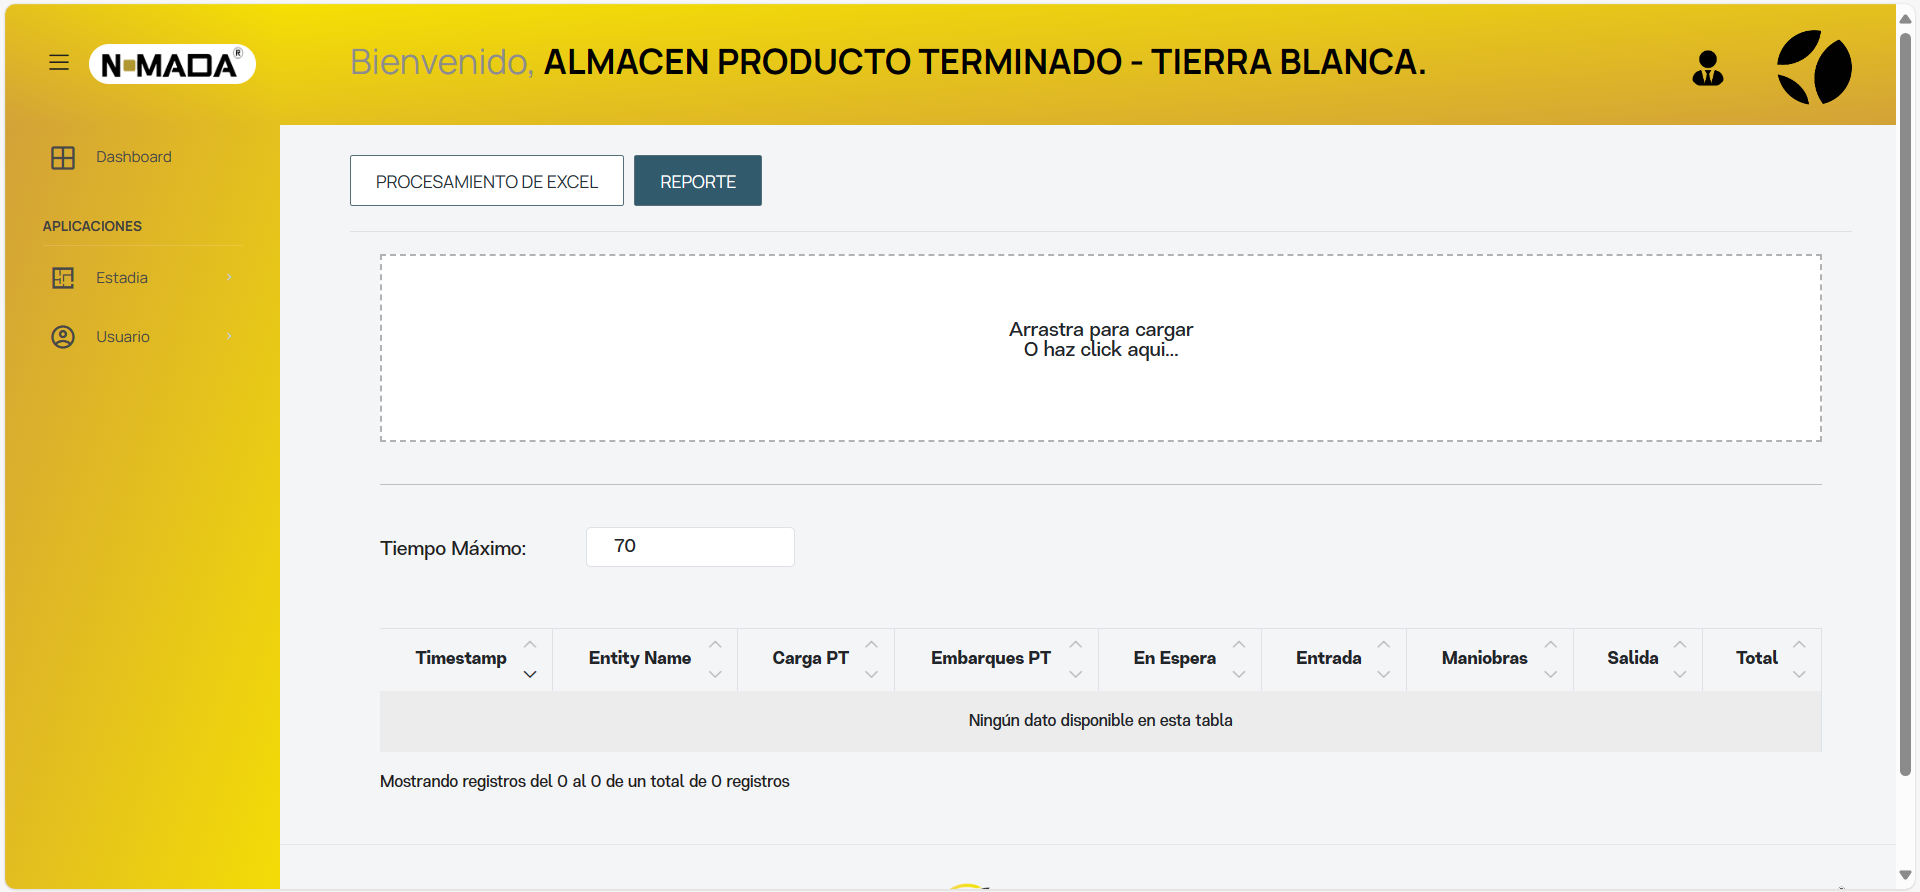 N MADA®
Bienvenido, ALMACEN PRODUCTO TERMINADO - TIERRA BLANCA.
Dashboard
APLICACIONES
Estadia
Usuario
PROCESAMIENTO DE EXCEL
REPORTE
Arrastra para cargar
O haz click aqui...
Tiempo Máximo:
70
Timestamp Entity Name Carga PT Embarques PT En Espera Entrada Maniobras Salida Total
Ningún dato disponible en esta tabla
Mostrando registros del 0 al 0 de un total de 0 registros